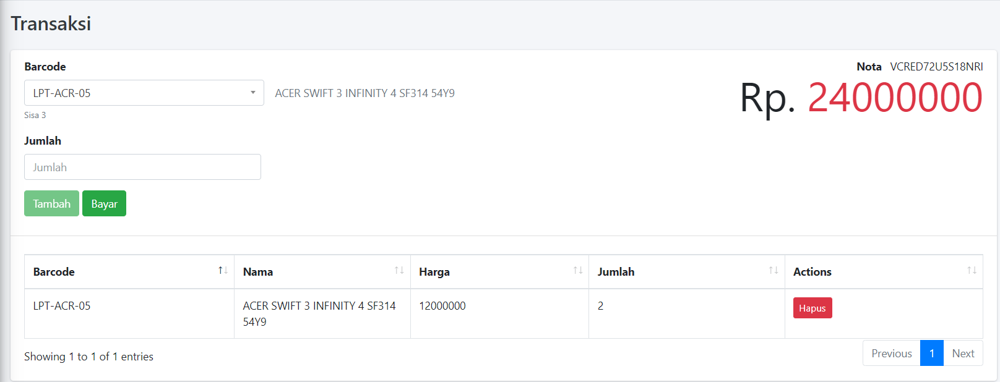 Transaksi
Barcode
Nota VCRED72U5S18NRI
LPT-ACR-05
ACER SWIFT 3 INFINITY 4 SF314 54Y9
Rp. 24000000
Sisa 3
Jumlah
Jumlah
Tambah
Bayar
Barcode Nama Harga Jumlah Actions
LPT-ACR-05 ACER SWIFT 3 INFINITY 4 SF314 12000000 2 Hapus
54Y9
Showing 1 to 1 of 1 entries
Previous 1 Next